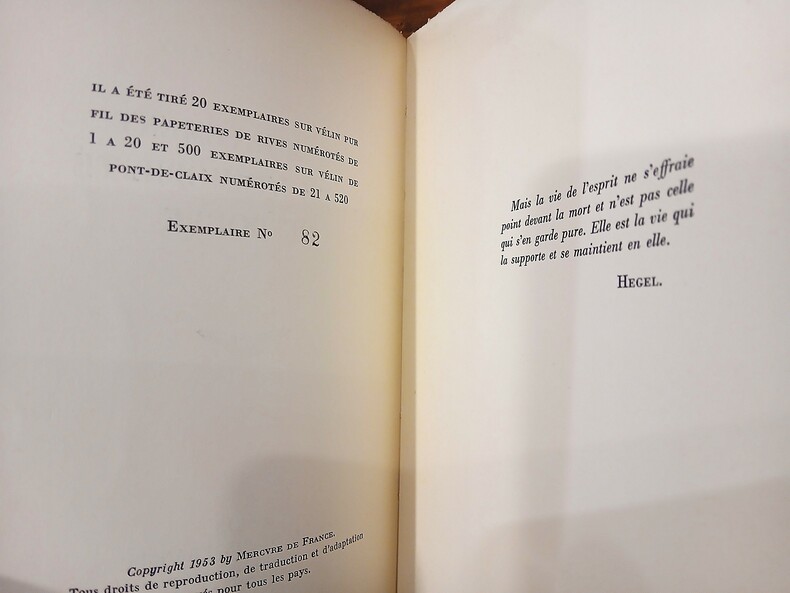 IL A ÉTÉ TIRÉ 20 EXEMPLAIRES SUR VÉLIN PUR
FIL DES PAPETERIES DE RIVES NUMÉROTÉS DE
1 A 20 ET 500 EXEMPLAIRES SUR VÉLIN DE
PONT-DE-CLAIX NUMÉROTÉS DE 21 A 520
EXEMPLAIRE No 82
Copyright 1953 by MERCVRE DE FRANCE.
Tous droits de reproduction, de traduction et d'adaptation
pour tous les pays.
Mais la vie de l'esprit ne s'effraie
point devant la mort et n'est pas celle
qui s'en garde pure. Elle est la vie qui
la supporte et se maintient en elle.
HEGEL.